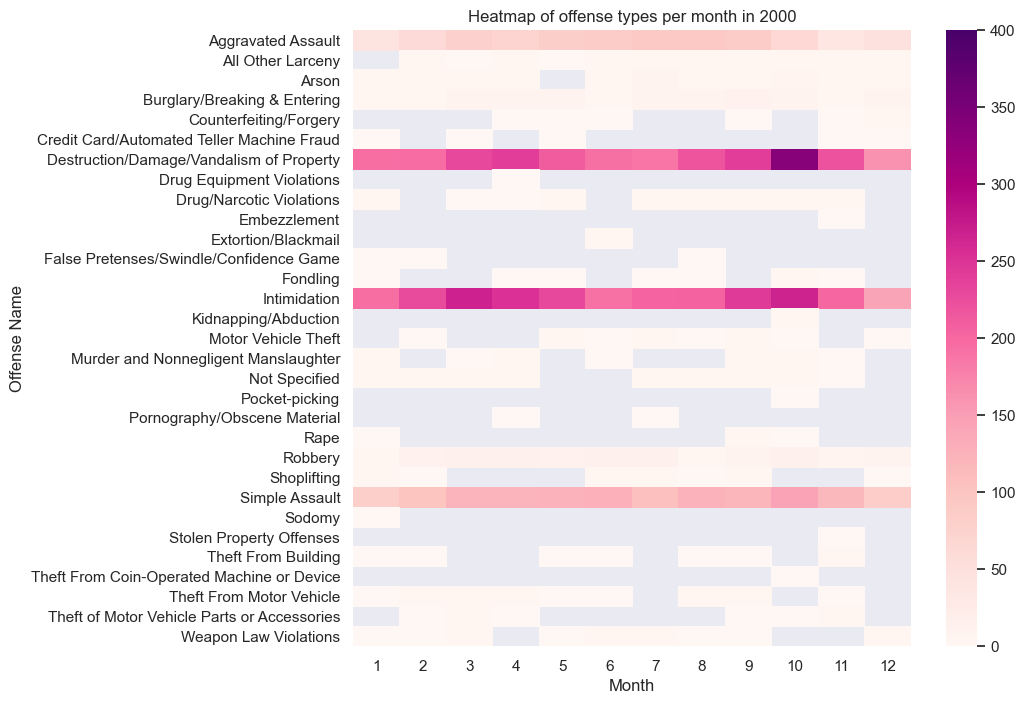 Heatmap of offense types per month in 2000
Offense Name
Aggravated Assault
All Other Larceny
Arson
Burglary/Breaking & Entering
Counterfeiting/Forgery
Credit Card/Automated Teller Machine Fraud
Destruction/Damage/Vandalism of Property
Drug Equipment Violations
Drug/Narcotic Violations
Embezzlement
Extortion/Blackmail
False Pretenses/Swindle/Confidence Game
Fondling
Intimidation
Kidnapping/Abduction
Motor Vehicle Theft
Murder and Nonnegligent Manslaughter
Not Specified
Pocket-picking
Pornography/Obscene Material
Rape
Robbery
Shoplifting
Simple Assault
Sodomy
Stolen Property Offenses
Theft From Building
Theft From Coin-Operated Machine or Device
Theft From Motor Vehicle
Theft of Motor Vehicle Parts or Accessories
Weapon Law Violations
1 2 3 4 5 6 7 8 9 10 11 12
Month
400
350
300
250
200
150
100
50
0